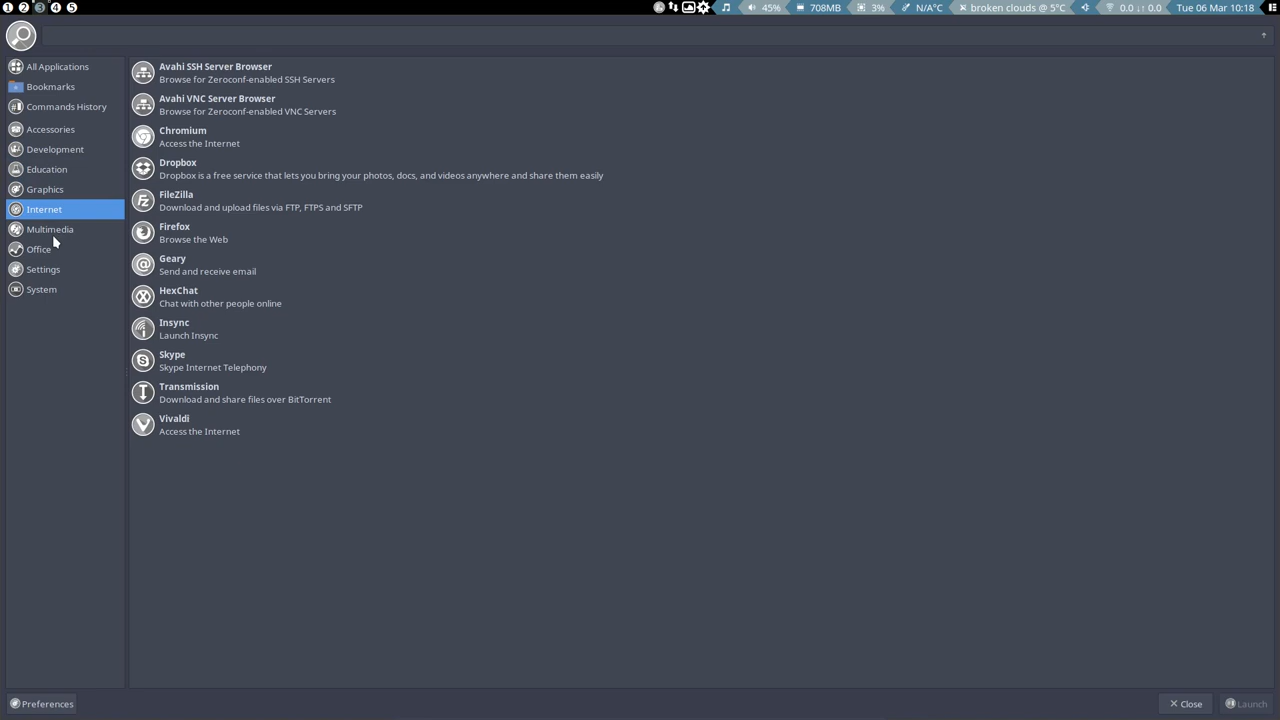 1 2 3 4 5 45% 708MB 3% N/A°C broken clouds @ 5°C 0.0 ↓↑ 0.0 Tue 06 Mar 10:18
All Applications
Bookmarks
Commands History
Accessories
Development
Education
Graphics
Internet
Multimedia
Office
Settings
System
Avahi SSH Server Browser
Browse for Zeroconf-enabled SSH Servers
Avahi VNC Server Browser
Browse for Zeroconf-enabled VNC Servers
Chromium
Access the Internet
Dropbox
Dropbox is a free service that lets you bring your photos, docs, and videos anywhere and share them easily
FileZilla
Download and upload files via FTP, FTPS and SFTP
Firefox
Browse the Web
Geary
Send and receive email
HexChat
Chat with other people online
Insync
Launch Insync
Skype
Skype Internet Telephony
Transmission
Download and share files over BitTorrent
Vivaldi
Access the Internet
Preferences
Close
Launch